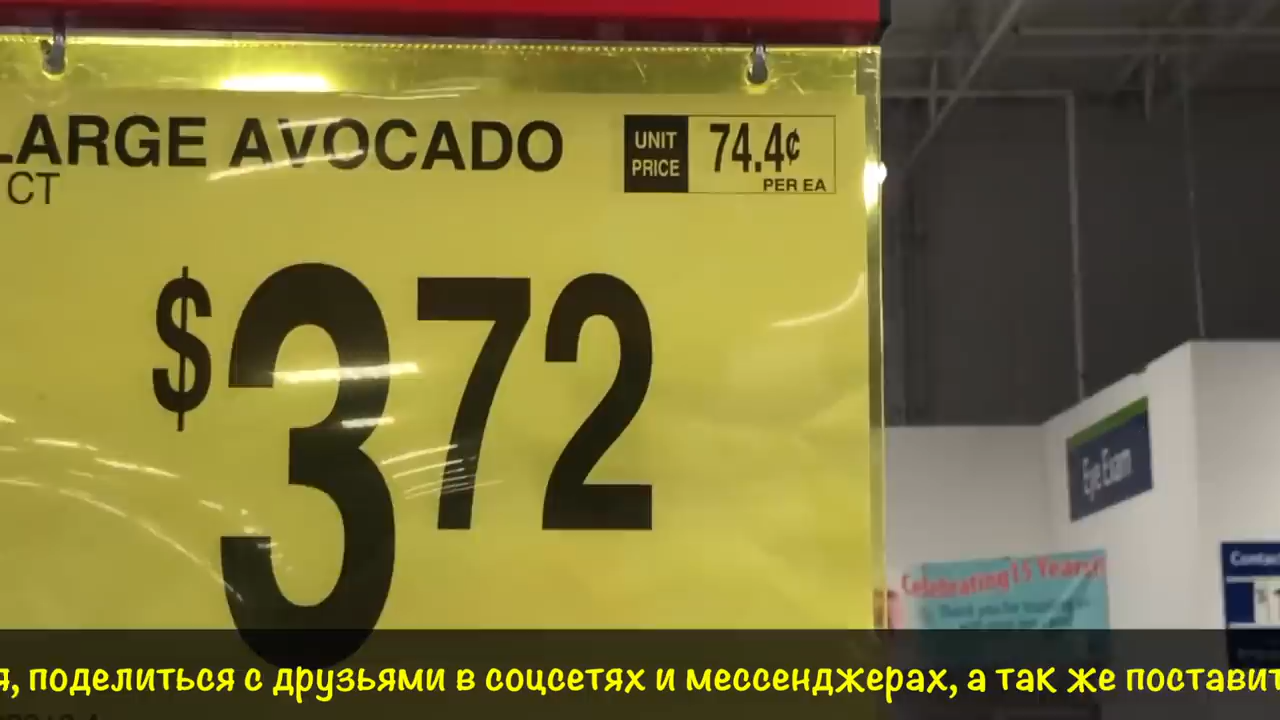 LARGE AVOCADO
CT
UNIT
PRICE
74.4¢
PER EA
$372
Eye Exam
Celebrating 15 Years!
Contac
я, поделиться с друзьями в соцсетях и мессенджерах, а так же поставит